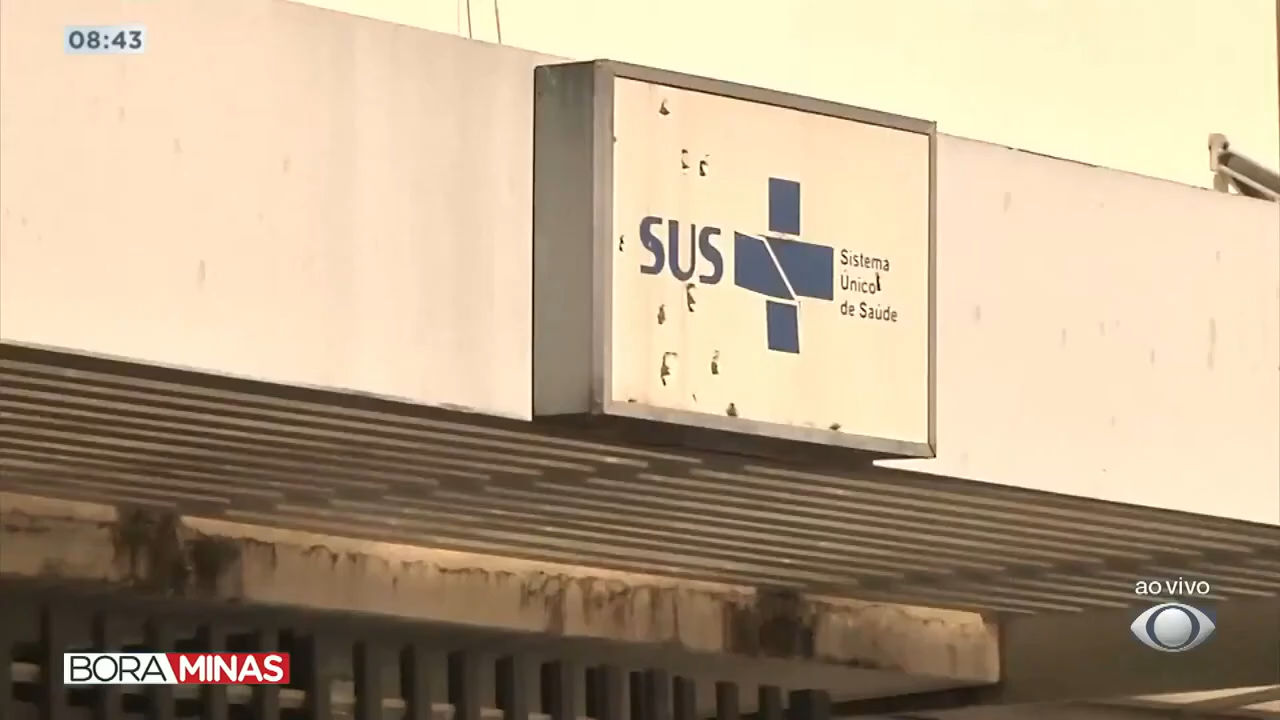 08:43
SUS
Sistema
Único
de Saúde
ao vivo
BORA MINAS